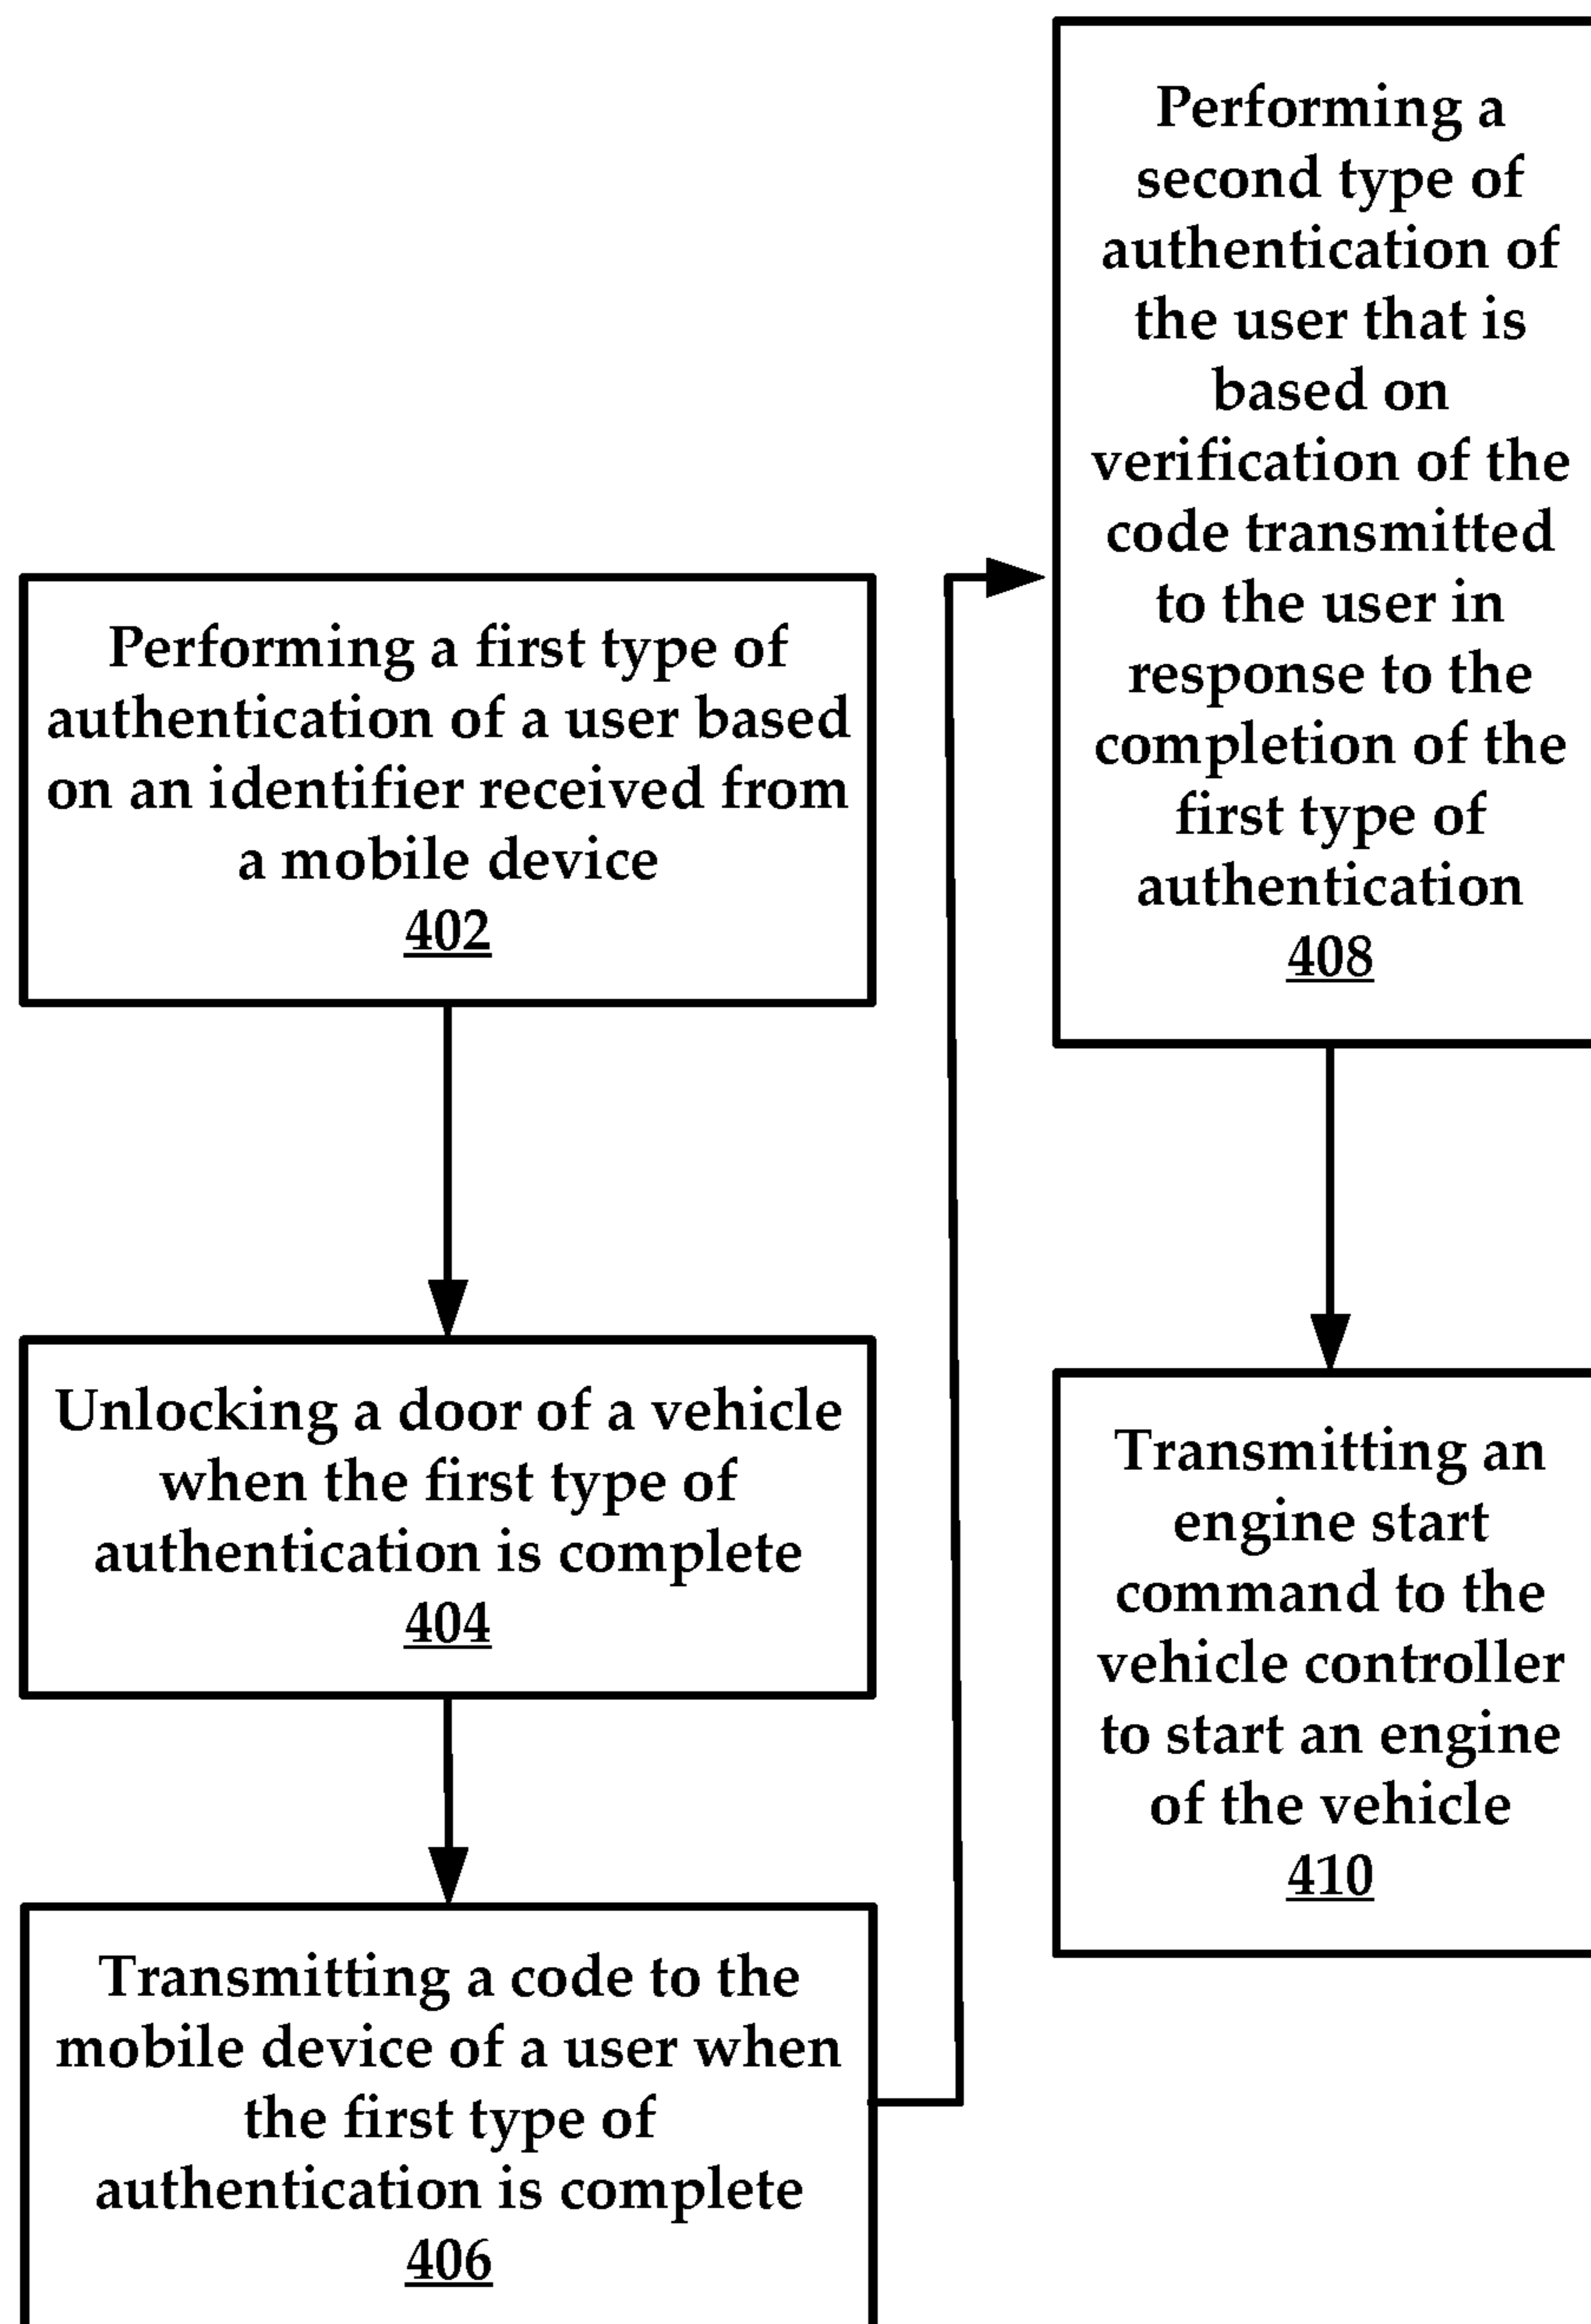 Performing a first type of
authentication of a user based
on an identifier received from
a mobile device
402
Unlocking a door of a vehicle
when the first type of
authentication is complete
404
Transmitting a code to the
mobile device of a user when
the first type of
authentication is complete
406
Performing a
second type of
authentication of
the user that is
based on
verification of the
code transmitted
to the user in
response to the
completion of the
first type of
authentication
408
Transmitting an
engine start
command to the
vehicle controller
to start an engine
of the vehicle
410